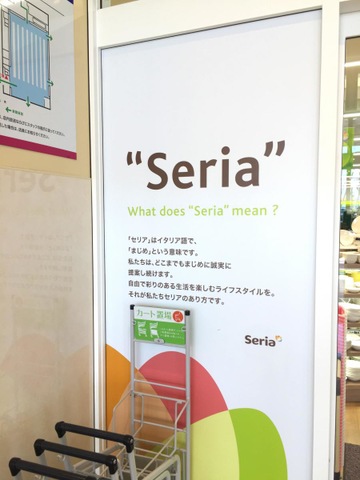 “Seria”
What does “Seria” mean ?
「セリア」はイタリア語で、
「まじめ」という意味です。
私たちは、どこまでもまじめに誠実に
提案し続けます。
自由で彩りのある生活を楽しむライフスタイルを。
それが私たちセリアのあり方です。
Seria
カート置場